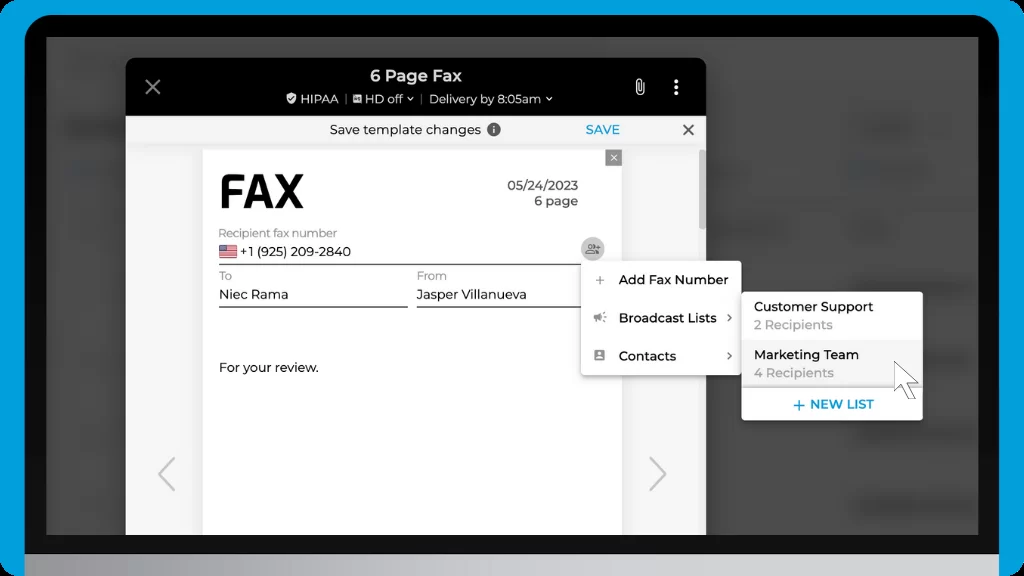 6 Page Fax
HIPAA | HD off | Delivery by 8:05am
Save template changes SAVE
FAX
05/24/2023
6 page
Recipient fax number
+1 (925) 209-2840
To From
Niec Rama Jasper Villanueva
For your review.
Add Fax Number
Broadcast Lists
Contacts
Customer Support
2 Recipients
Marketing Team
4 Recipients
+ NEW LIST